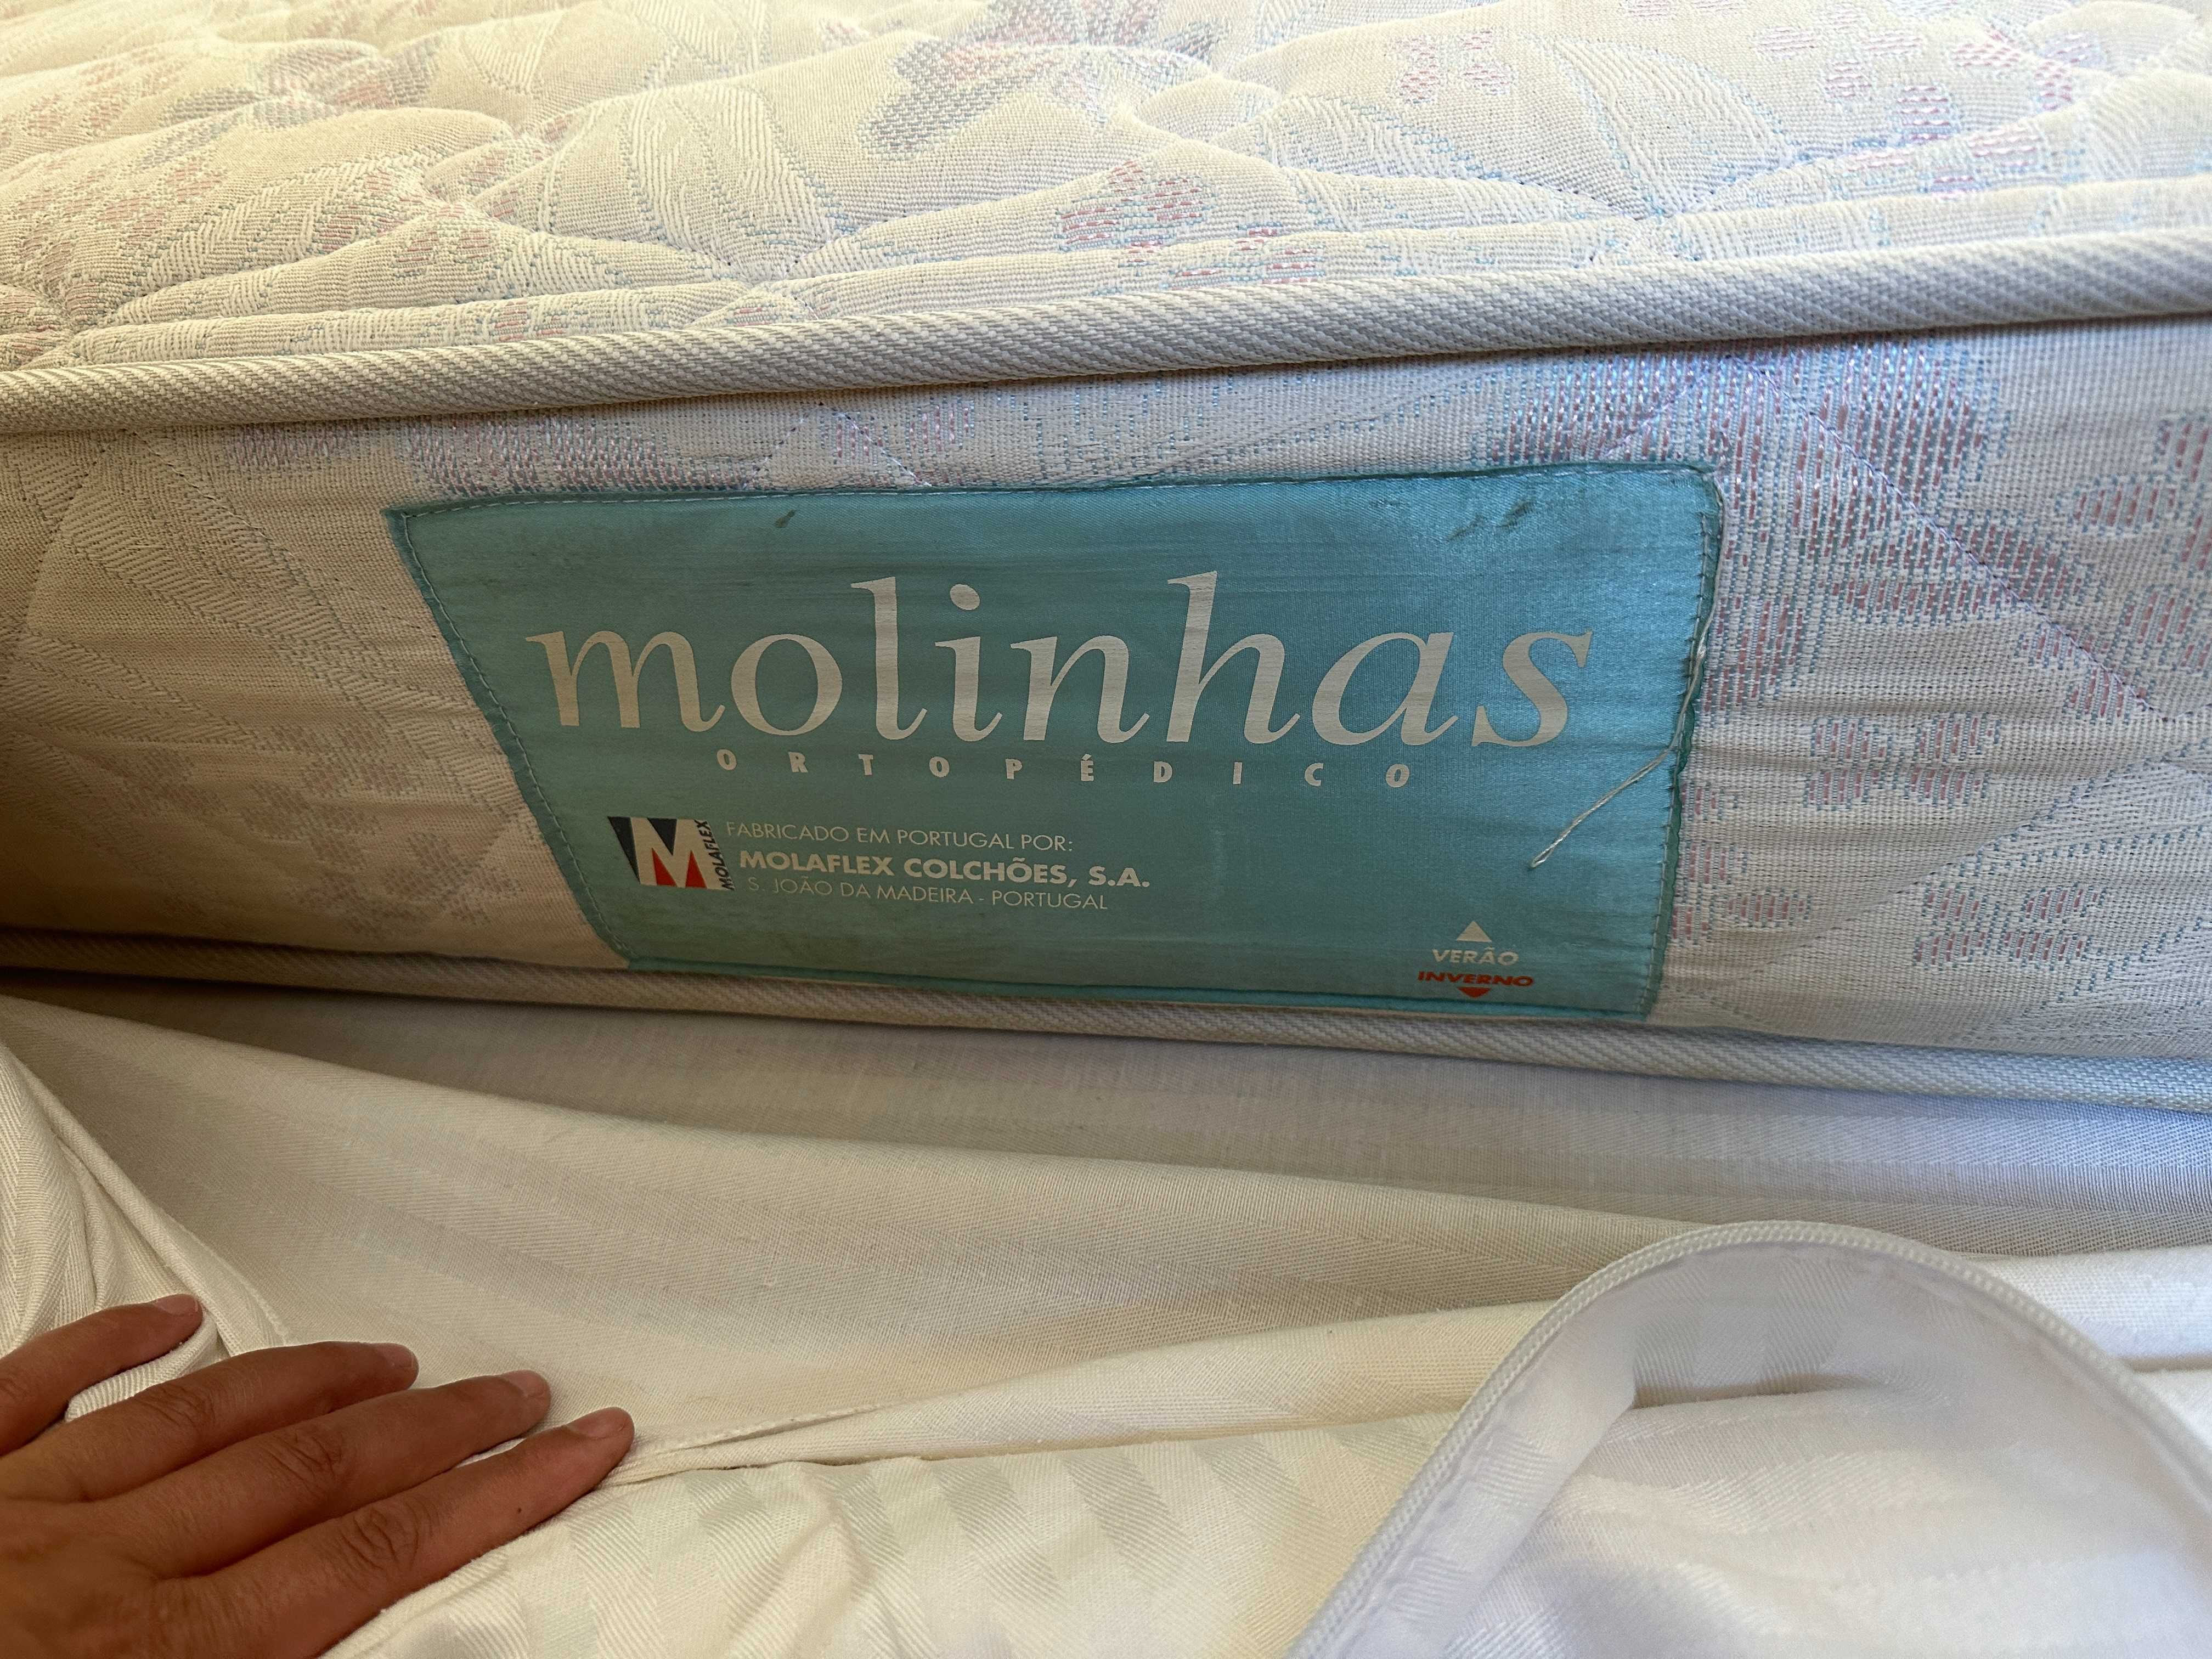 molinhas
ORTOPÉDICO
MOLAFLEX
FABRICADO EM PORTUGAL POR:
MOLAFLEX COLCHÕES, S.A.
S. JOÃO DA MADEIRA - PORTUGAL
VERÃO
INVERNO